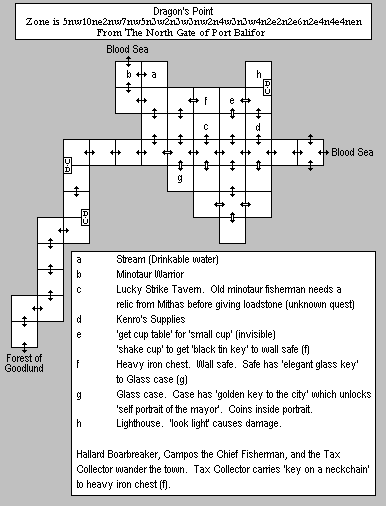 Dragon's Point
Zone is 5nw10ne2nw7nw5n3w2n3w3nw2n4w3n3w4n2e2n2e6n2e4n4e4nen
From The North Gate of Port Balifor
Blood Sea
b a h
U
D
f e
c d
Blood Sea
U
D
g
U
D
Forest of
Goodlund
a Stream (Drinkable water)
b Minotaur Warrior
c Lucky Strike Tavern. Old minotaur fisherman needs a
relic from Mithas before giving loadstone (unknown quest)
d Kenro's Supplies
e 'get cup table' for 'small cup' (invisible)
'shake cup' to get 'black tin key' to wall safe (f)
f Heavy iron chest. Wall safe. Safe has 'elegant glass key'
to Glass case (g)
g Glass case. Case has 'golden key to the city' which unlocks
'self portrait of the mayor'. Coins inside portrait.
h Lighthouse. 'look light' causes damage.
Hallard Boarbreaker, Campos the Chief Fisherman, and the Tax
Collector wander the town. Tax Collector carries 'key on a neckchain'
to heavy iron chest (f).